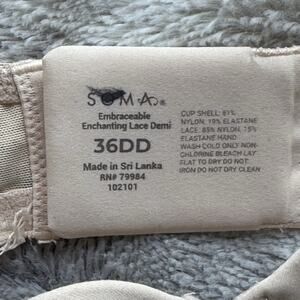 SOMA®
Embraceable
Enchanting Lace Demi
36DD
Made in Sri Lanka
RN# 79984
102101
CUP SHELL: 81%
NYLON, 19% ELASTANE
LACE: 85% NYLON, 15%
ELASTANE HAND
WASH COLD ONLY NON-
CHLORINE BLEACH LAY
FLAT TO DRY DO NOT
IRON DO NOT DRY CLEAN